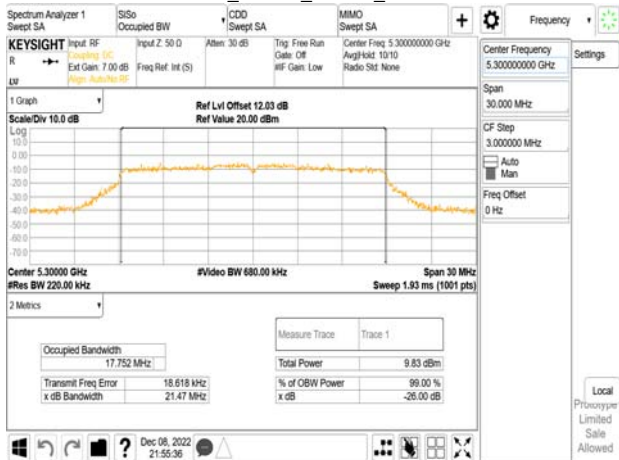 Spectrum Analyzer 1
Swept SA
SiSo
Occupied BW
CDD
Swept SA
MIMO
Swept SA
+
Frequency
KEYSIGHT
R
LXI
Input: RF
Coupling: DC
Ext Gain: 7.00 dB
Align: Auto/No RF
Input Z: 50 Ω
Freq Ref: Int (S)
Atten: 30 dB
Trig: Free Run
Gate: Off
#IF Gain: Low
Center Freq: 5.300000000 GHz
Avg|Hold: 10/10
Radio Std: None
Center Frequency
5.300000000 GHz
Settings
Span
30.000 MHz
CF Step
3.000000 MHz
Auto
Man
Freq Offset
0 Hz
1 Graph
Scale/Div 10.0 dB
Ref Lvl Offset 12.03 dB
Ref Value 20.00 dBm
Log
10.0
0.00
-10.0
-20.0
-30.0
-40.0
-50.0
-60.0
-70.0
Center 5.30000 GHz
#Res BW 220.00 kHz
#Video BW 680.00 kHz
Span 30 MHz
Sweep 1.93 ms (1001 pts)
2 Metrics
Measure Trace Trace 1
Occupied Bandwidth
17.752 MHz
Total Power 9.83 dBm
Transmit Freq Error 18.618 kHz
% of OBW Power 99.00 %
x dB Bandwidth 21.47 MHz
x dB -26.00 dB
Local
Prototype
Limited
Sale
Allowed
?
Dec 08, 2022
21:55:36